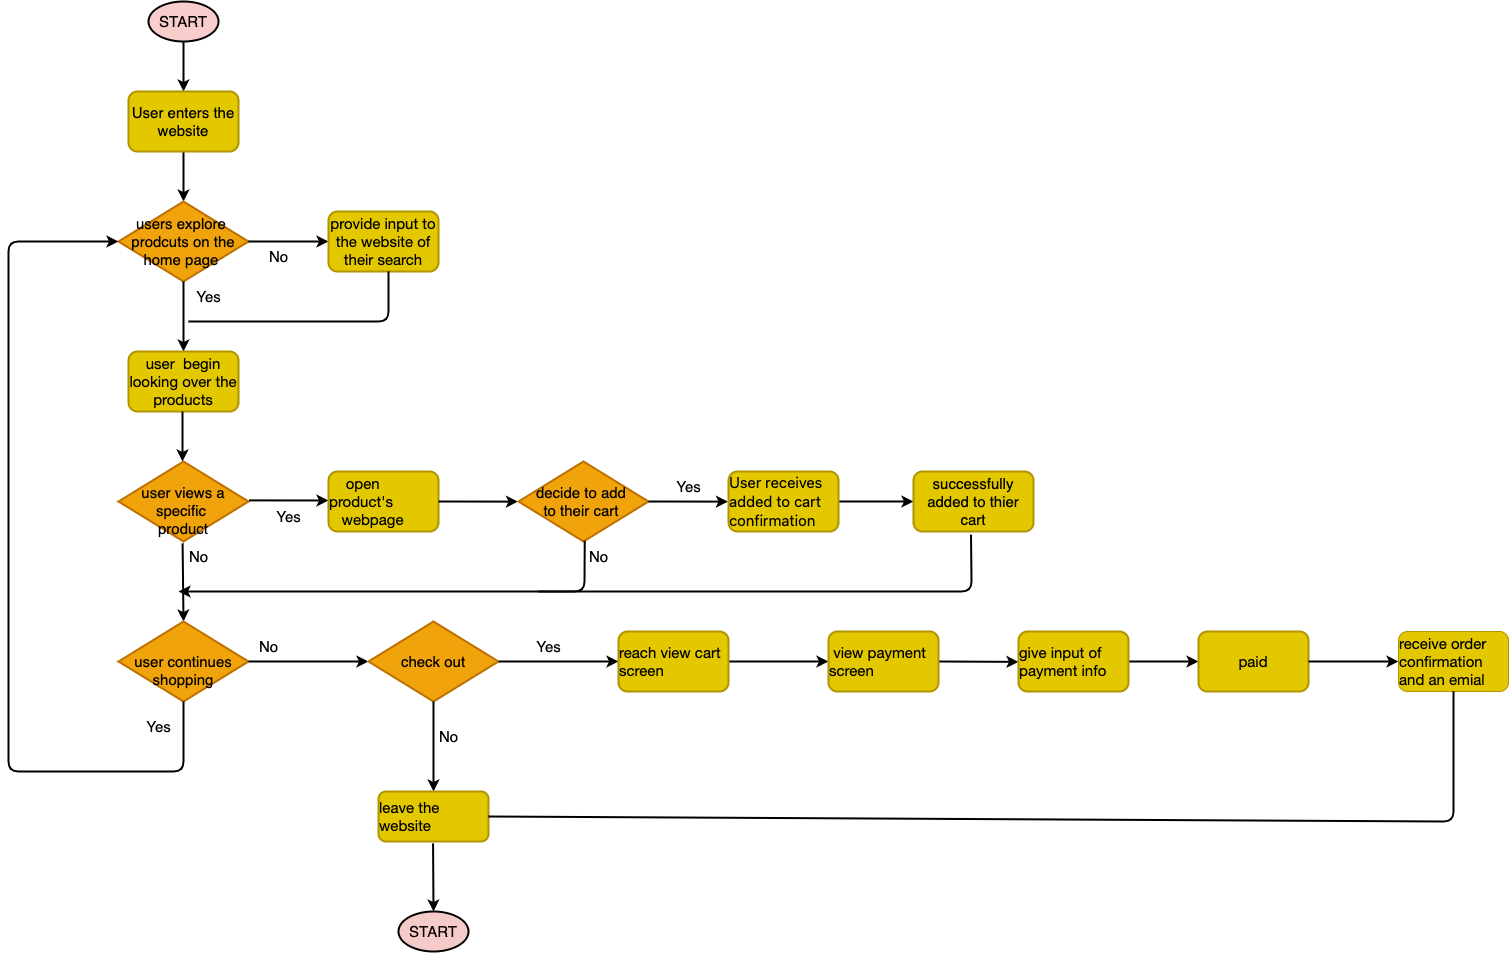 START
User enters the
website
users explore
prodcuts on the
home page
No
provide input to
the website of
their search
Yes
user begin
looking over the
products
user views a
specific
product
Yes
open
product's
webpage
decide to add
to their cart
Yes
User receives
added to cart
confirmation
successfully
added to thier
cart
No
No
user continues
shopping
No
check out
Yes
reach view cart
screen
view payment
screen
give input of
payment info
paid
receive order
confirmation
and an emial
Yes
No
leave the
website
START